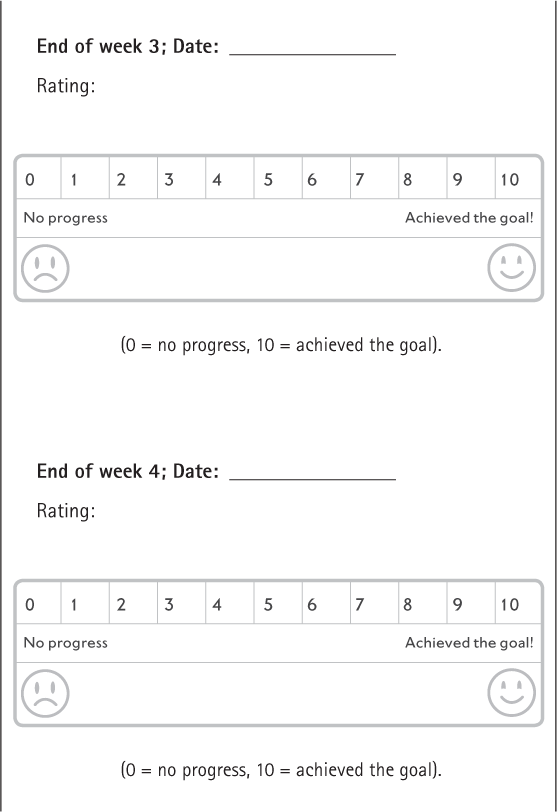 End of week 3; Date: ________________
Rating:
0 1 2 3 4 5 6 7 8 9 10
No progress Achieved the goal!
(0 = no progress, 10 = achieved the goal).
End of week 4; Date: ________________
Rating:
0 1 2 3 4 5 6 7 8 9 10
No progress Achieved the goal!
(0 = no progress, 10 = achieved the goal).